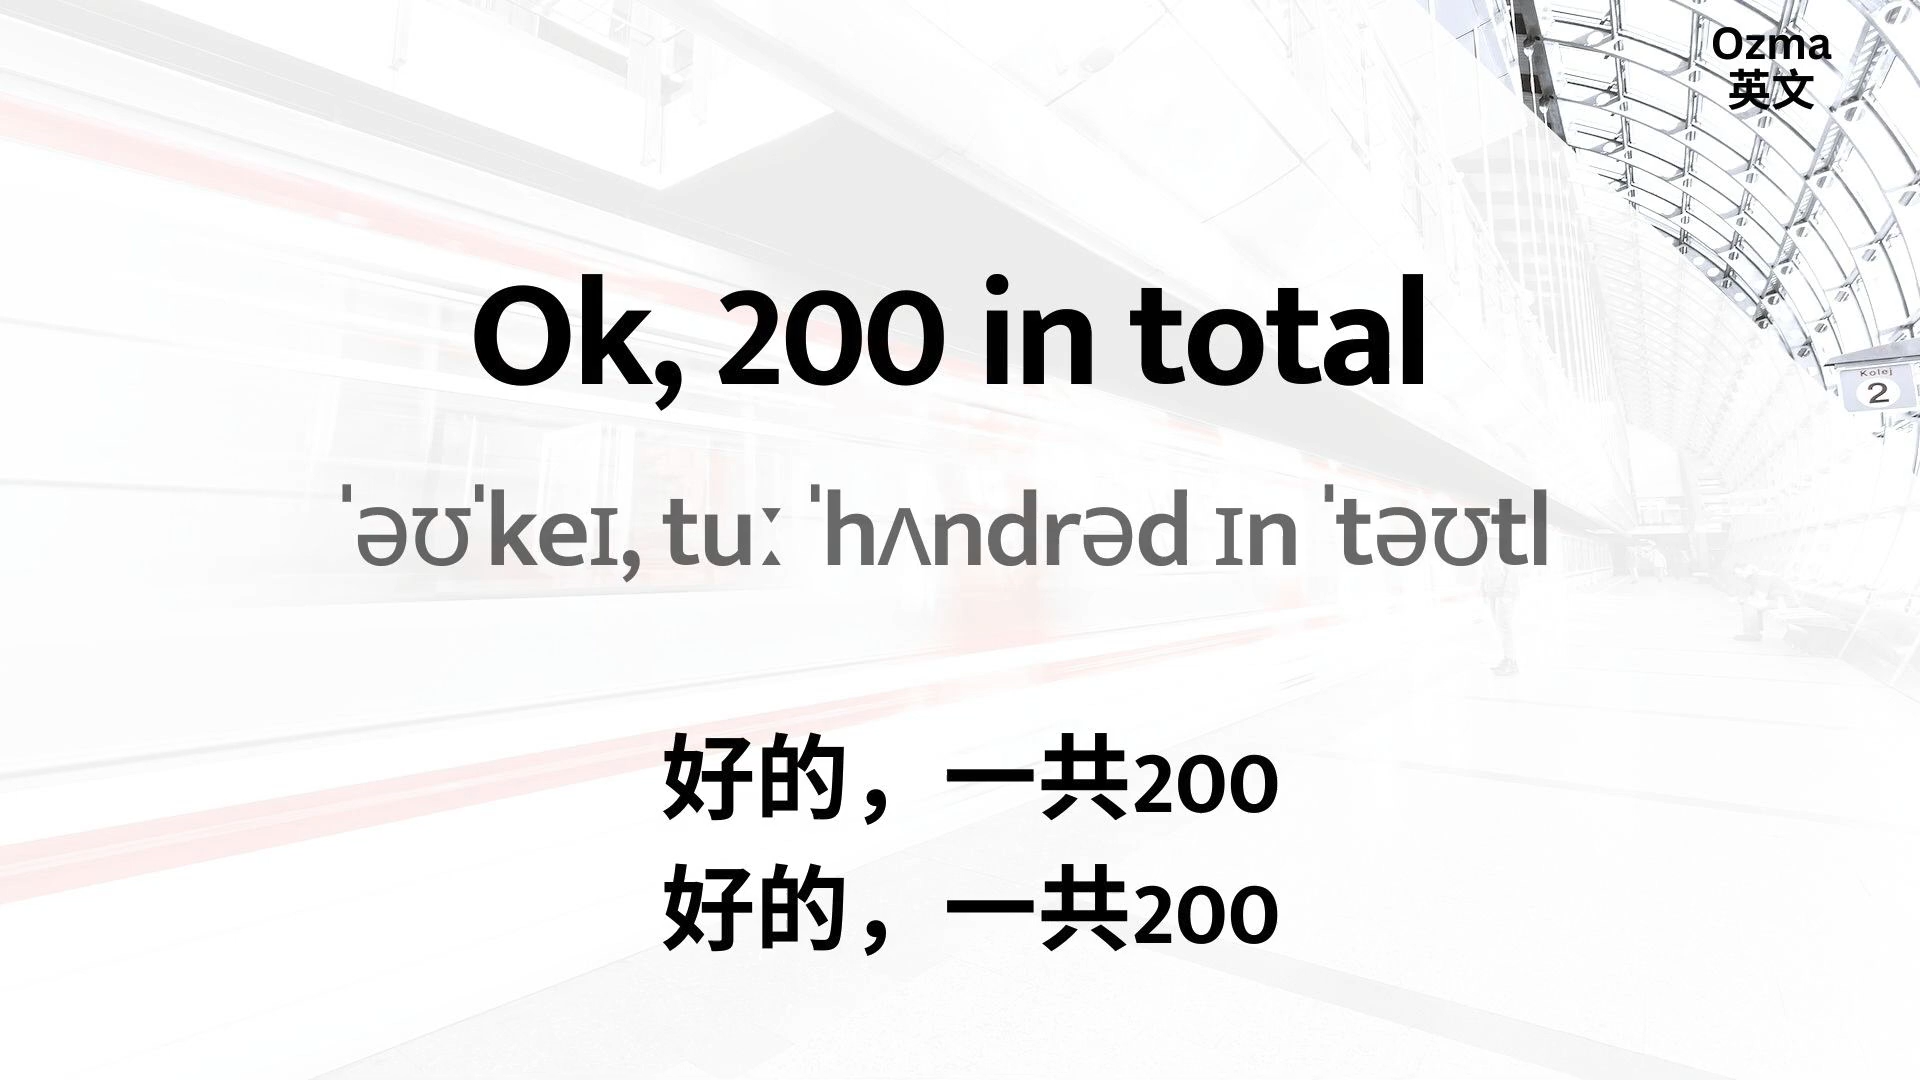 Ozma
英文
Ok, 200 in total
ˈəʊˈkeɪ, tuː ˈhʌndrəd ɪn ˈtəʊtl
Kolej
2
好的，一共200
好的，一共200